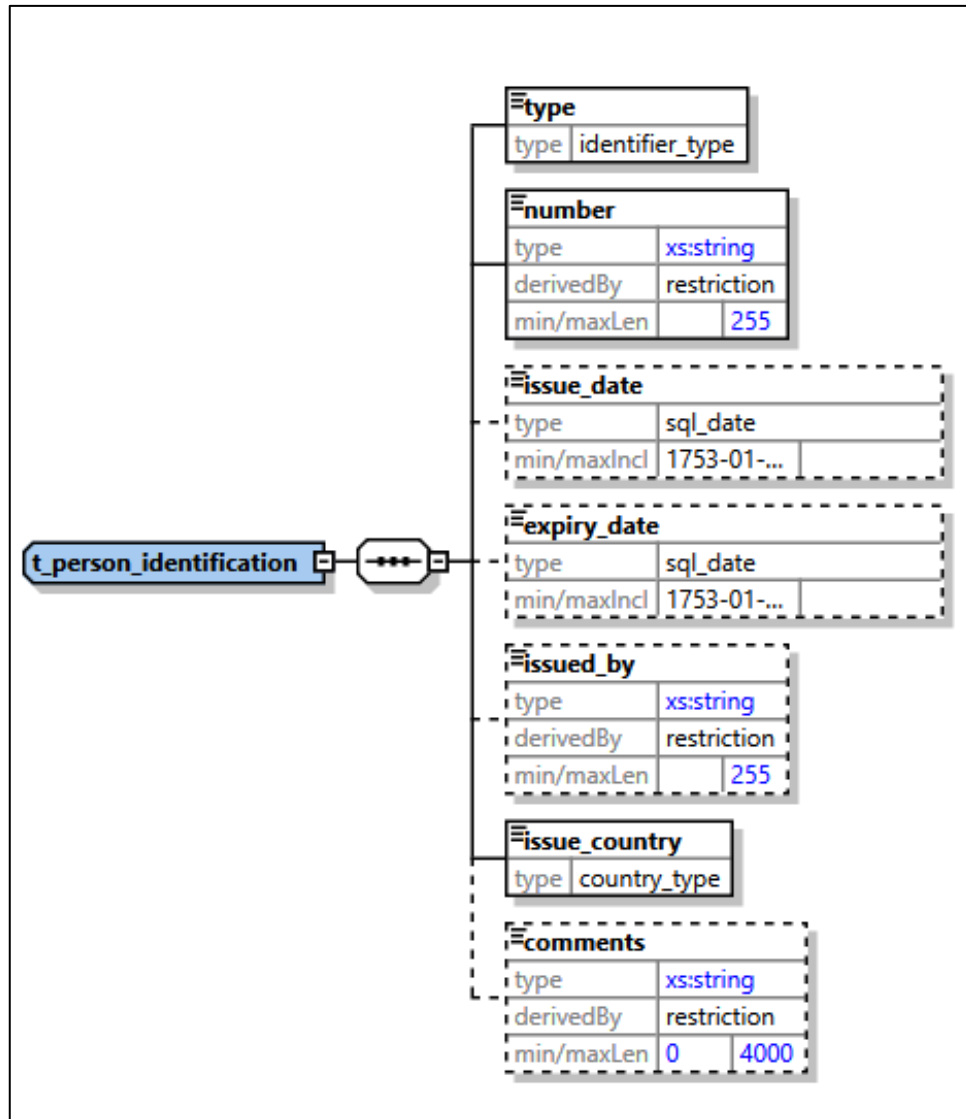 type
type identifier_type
number
type xs:string
derivedBy restriction
min/maxLen 255
issue_date
type sql_date
min/maxIncl 1753-01-...
expiry_date
type sql_date
min/maxIncl 1753-01-...
t_person_identification
issued_by
type xs:string
derivedBy restriction
min/maxLen 255
issue_country
type country_type
comments
type xs:string
derivedBy restriction
min/maxLen 0 4000